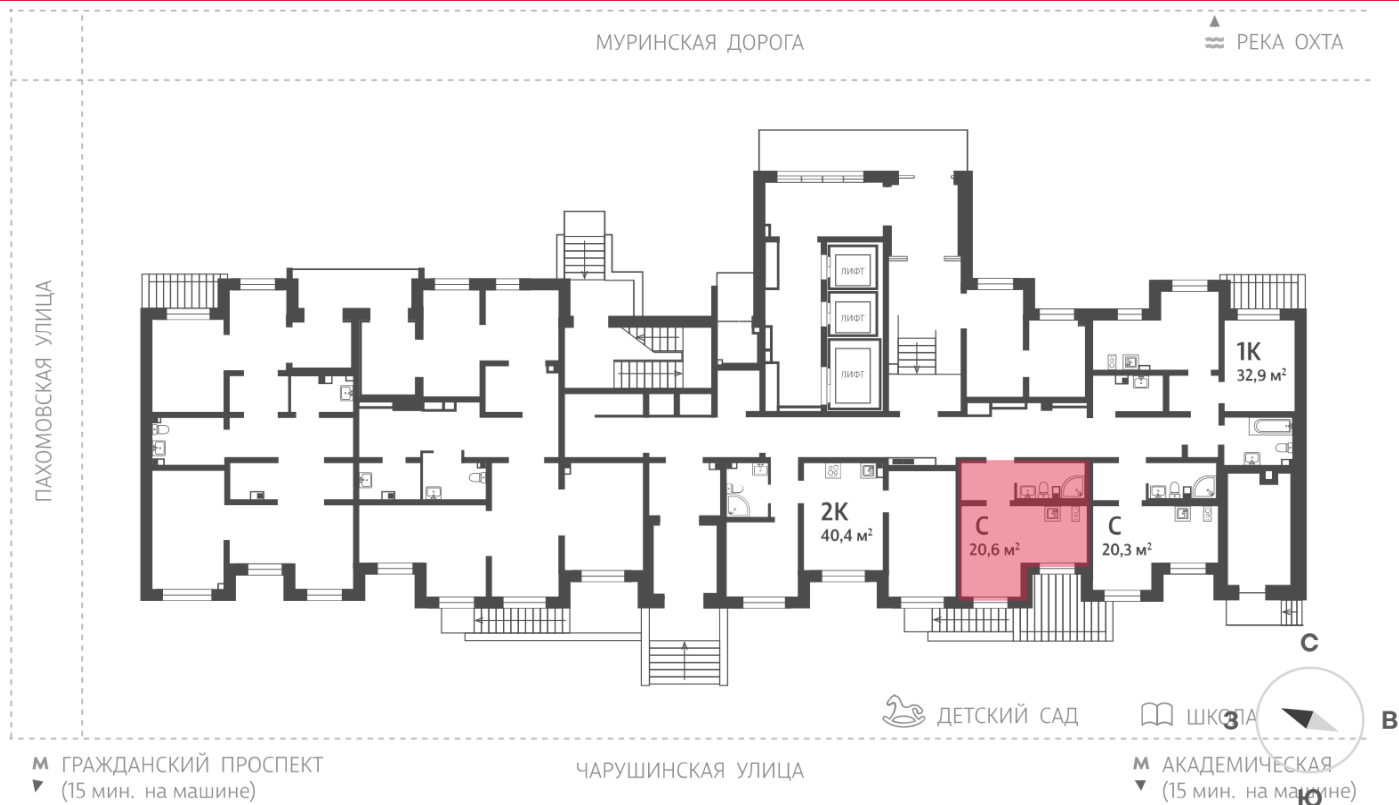 МУРИНСКАЯ ДОРОГА
РЕКА ОХТА
ПАХОМОВСКАЯ УЛИЦА
ЛИФТ
ЛИФТ
ЛИФТ
1К
32,9 м²
2К
40,4 м²
С
20,6 м²
С
20,3 м²
С
З
В
Ю
ДЕТСКИЙ САД
ШКОЛА
М ГРАЖДАНСКИЙ ПРОСПЕКТ
(15 мин. на машине)
ЧАРУШИНСКАЯ УЛИЦА
М АКАДЕМИЧЕСКАЯ
(15 мин. на машине)